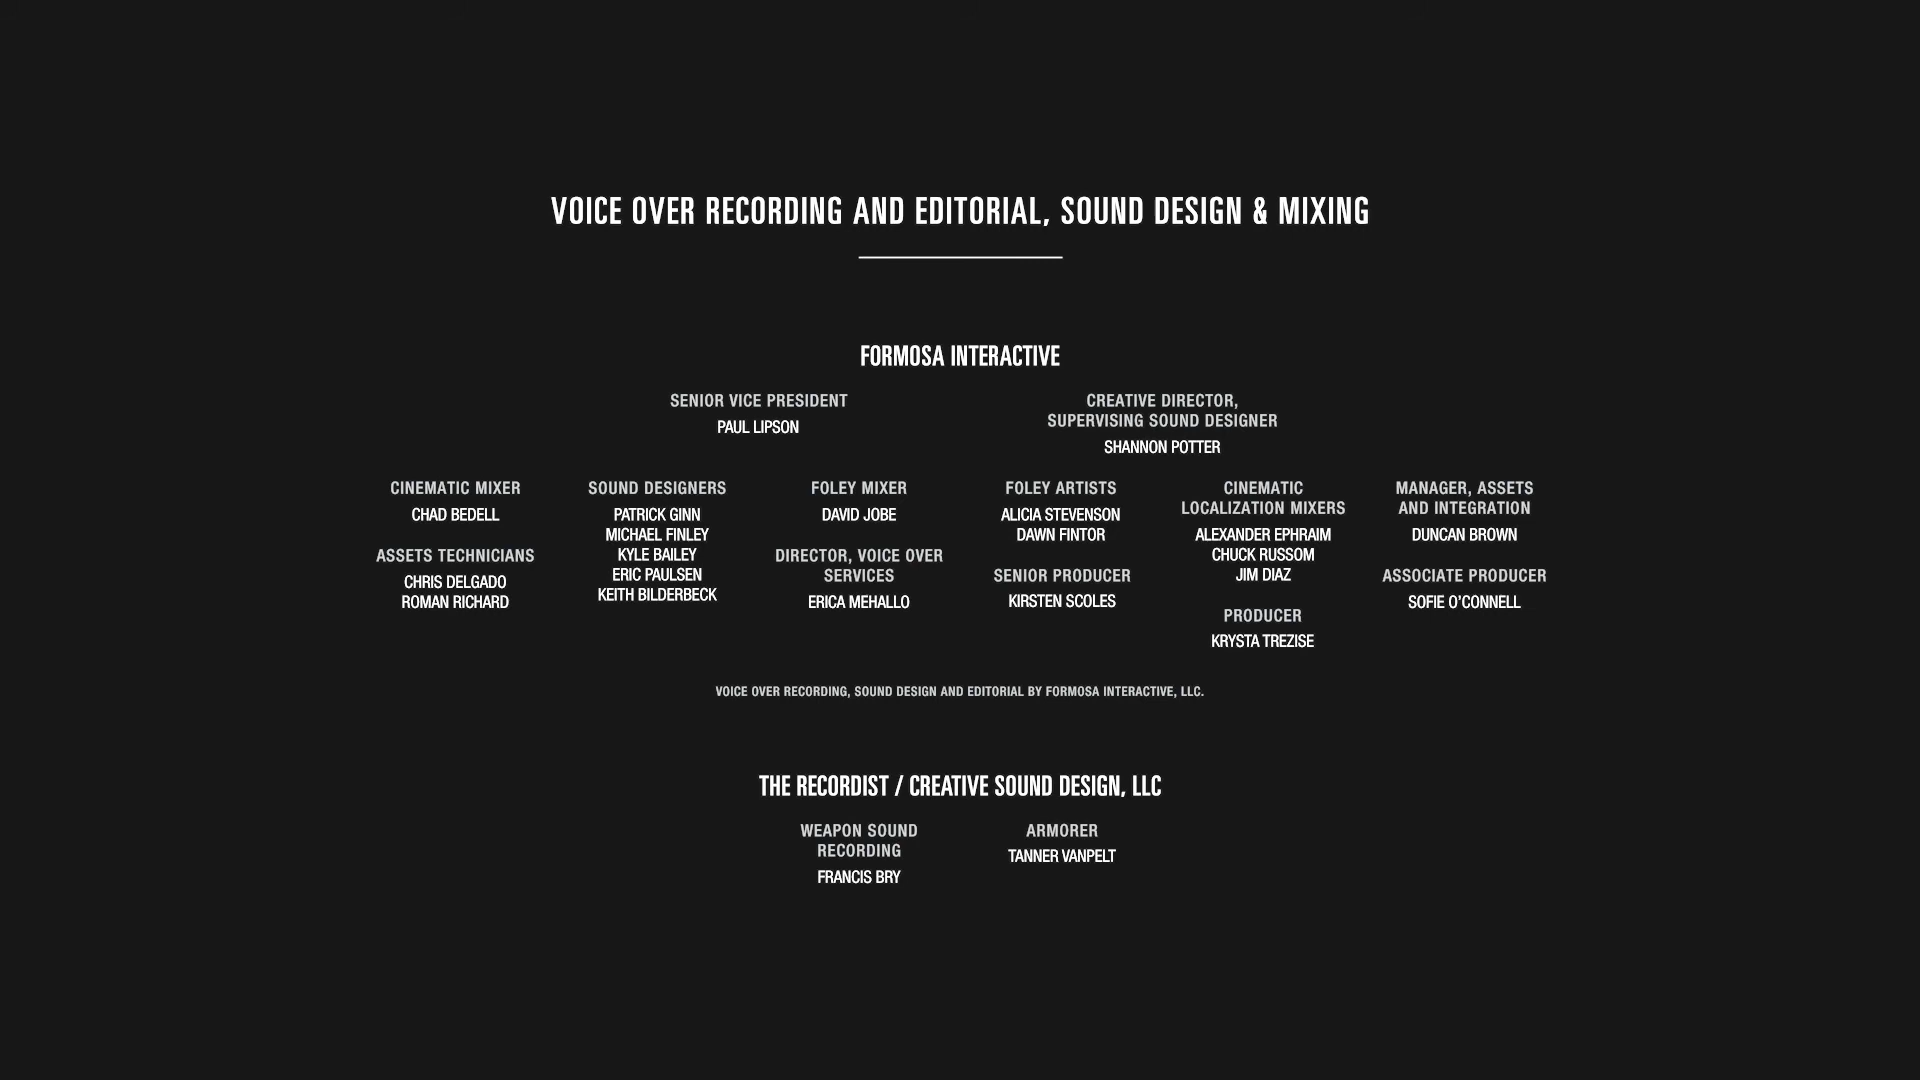 VOICE OVER RECORDING AND EDITORIAL, SOUND DESIGN & MIXING
FORMOSA INTERACTIVE
SENIOR VICE PRESIDENT
PAUL LIPSON
CREATIVE DIRECTOR,
SUPERVISING SOUND DESIGNER
SHANNON POTTER
CINEMATIC MIXER
CHAD BEDELL
ASSETS TECHNICIANS
CHRIS DELGADO
ROMAN RICHARD
SOUND DESIGNERS
PATRICK GINN
MICHAEL FINLEY
KYLE BAILEY
ERIC PAULSEN
KEITH BILDERBECK
FOLEY MIXER
DAVID JOBE
DIRECTOR, VOICE OVER
SERVICES
ERICA MEHALLO
FOLEY ARTISTS
ALICIA STEVENSON
DAWN FINTOR
SENIOR PRODUCER
KIRSTEN SCOLES
CINEMATIC
LOCALIZATION MIXERS
ALEXANDER EPHRAIM
CHUCK RUSSOM
JIM DIAZ
PRODUCER
KRYSTA TREZISE
MANAGER, ASSETS
AND INTEGRATION
DUNCAN BROWN
ASSOCIATE PRODUCER
SOFIE O'CONNELL
VOICE OVER RECORDING, SOUND DESIGN AND EDITORIAL BY FORMOSA INTERACTIVE, LLC.
THE RECORDIST / CREATIVE SOUND DESIGN, LLC
WEAPON SOUND
RECORDING
FRANCIS BRY
ARMORER
TANNER VANPELT